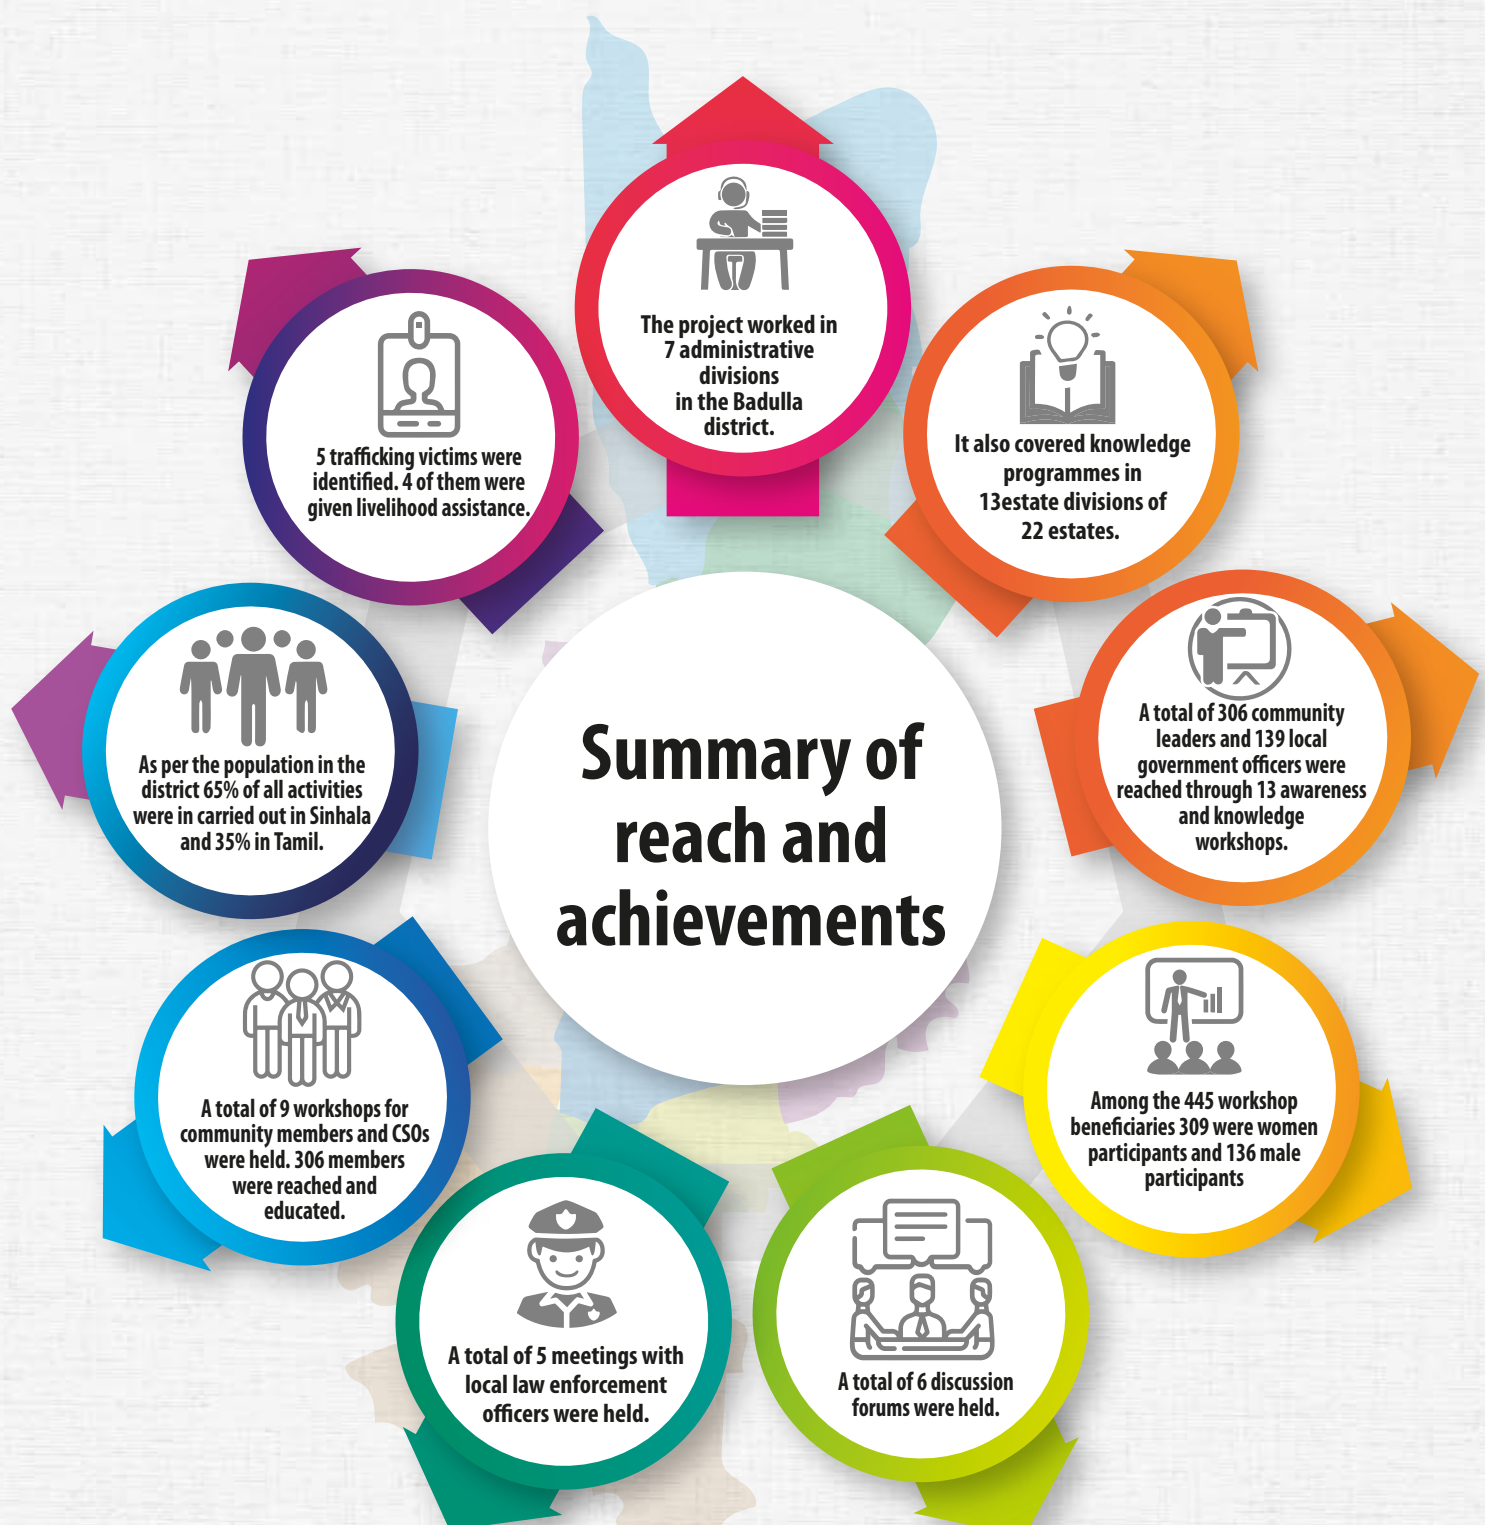 The project worked in
7 administrative
divisions
in the Badulla
district.
It also covered knowledge
programmes in
13estate divisions of
22 estates.
A total of 306 community
leaders and 139 local
government officers were
reached through 13 awareness
and knowledge
workshops.
Among the 445 workshop
beneficiaries 309 were women
participants and 136 male
participants
A total of 6 discussion
forums were held.
A total of 5 meetings with
local law enforcement
officers were held.
A total of 9 workshops for
community members and CSOs
were held. 306 members
were reached and
educated.
As per the population in the
district 65% of all activities
were in carried out in Sinhala
and 35% in Tamil.
5 trafficking victims were
identified. 4 of them were
given livelihood assistance.
Summary of
reach and
achievements